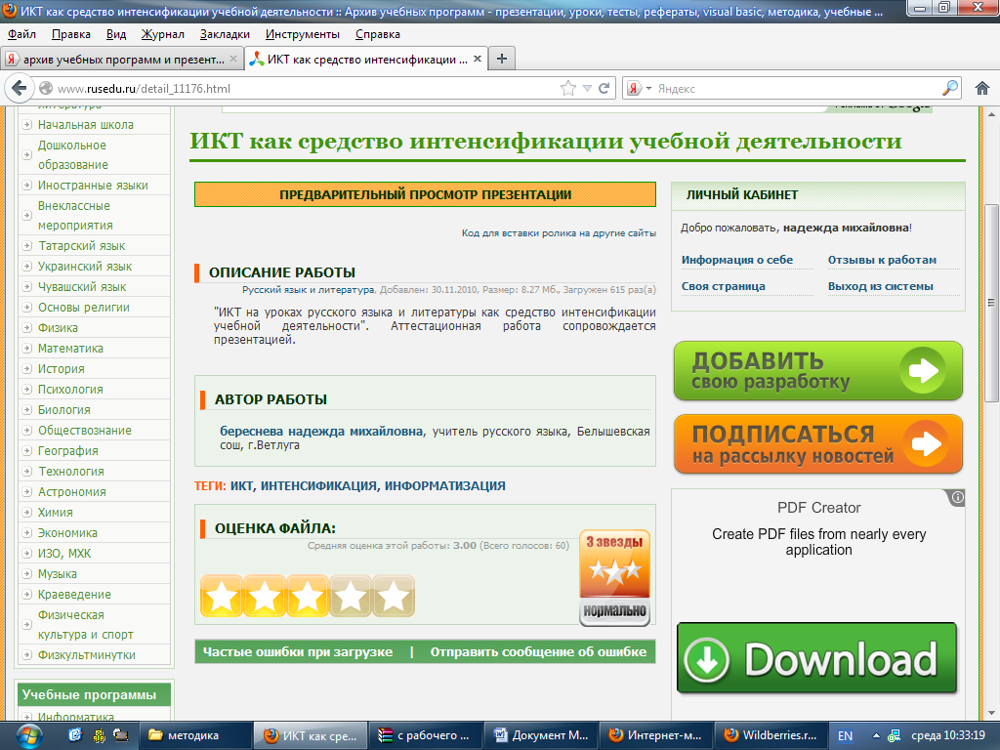 ИКТ как средство интенсификации учебной деятельности :: Архив учебных программ - презентации, уроки, тесты, рефераты, visual basic, методика, учебные ...
Файл Правка Вид Журнал Закладки Инструменты Справка
архив учебных программ и презент...
ИКТ как средство интенсификации ...
www.rusedu.ru/detail_11176.html
Яндекс
литература
Начальная школа
Дошкольное
образование
Иностранные языки
Внеклассные
мероприятия
Татарский язык
Украинский язык
Чувашский язык
Основы религии
Физика
Математика
История
Психология
Биология
Обществознание
География
Технология
Астрономия
Химия
Экономика
ИЗО, МХК
Музыка
Краеведение
Физическая
культура и спорт
Физкультминутки
Учебные программы
Информатика
ИКТ как средство интенсификации учебной деятельности
ПРЕДВАРИТЕЛЬНЫЙ ПРОСМОТР ПРЕЗЕНТАЦИИ
Код для вставки ролика на другие сайты
ОПИСАНИЕ РАБОТЫ
Русский язык и литература, Добавлен: 30.11.2010, Размер: 8.27 Мб., Загружен 615 раз(а)
"ИКТ на уроках русского языка и литературы как средство интенсификации
учебной деятельности". Аттестационная работа сопровождается
презентацией.
АВТОР РАБОТЫ
береснева надежда михайловна, учитель русского языка, Белышевская
сош, г.Ветлуга
ТЕГИ: ИКТ, ИНТЕНСИФИКАЦИЯ, ИНФОРМАТИЗАЦИЯ
ОЦЕНКА ФАЙЛА:
Средняя оценка этой работы: 3.00 (Всего голосов: 60)
3 звезды
нормально
Частые ошибки при загрузке | Отправить сообщение об ошибке
ЛИЧНЫЙ КАБИНЕТ
Добро пожаловать, надежда михайловна!
Информация о себе Отзывы к работам
Своя страница Выход из системы
ДОБАВИТЬ
свою разработку
ПОДПИСАТЬСЯ
на рассылку новостей
PDF Creator
Create PDF files from nearly every
application
Download
методика
ИКТ как сре...
с рабочего ...
Документ М...
Интернет-м...
Wildberries.r...
EN
среда 10:33:19